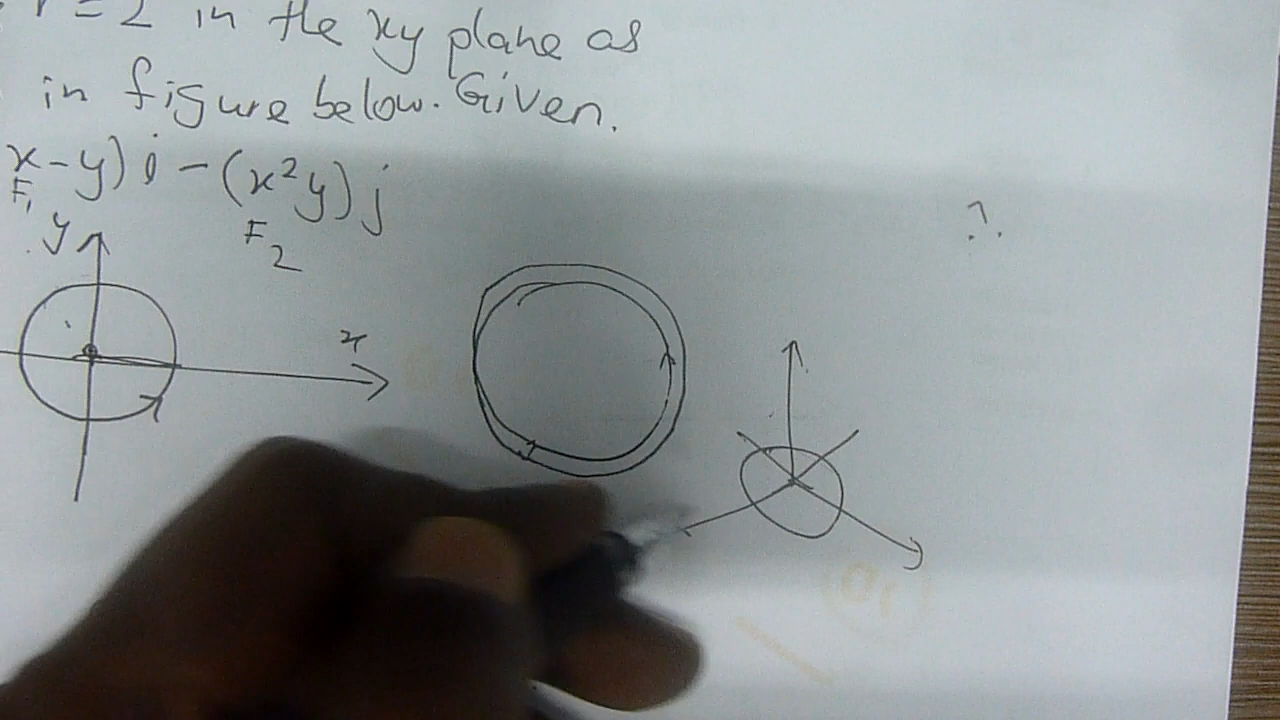 r = 2 in the xy plane as
in figure below. Given.
x - y) i - (x²y) j
F₁ F₂
y
x
?